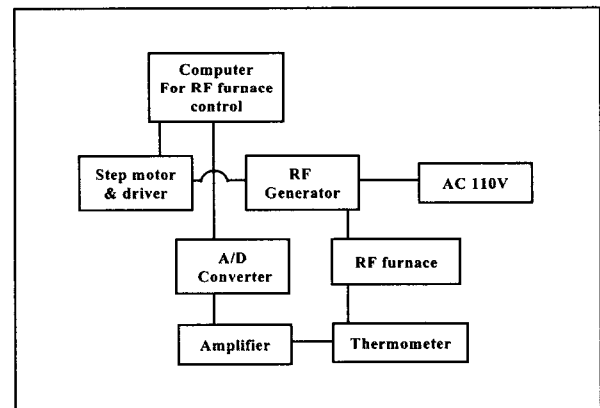 Computer
For RF furnace
control
Step motor
& driver
RF
Generator
AC 110V
A/D
Converter
RF furnace
Amplifier
Thermometer